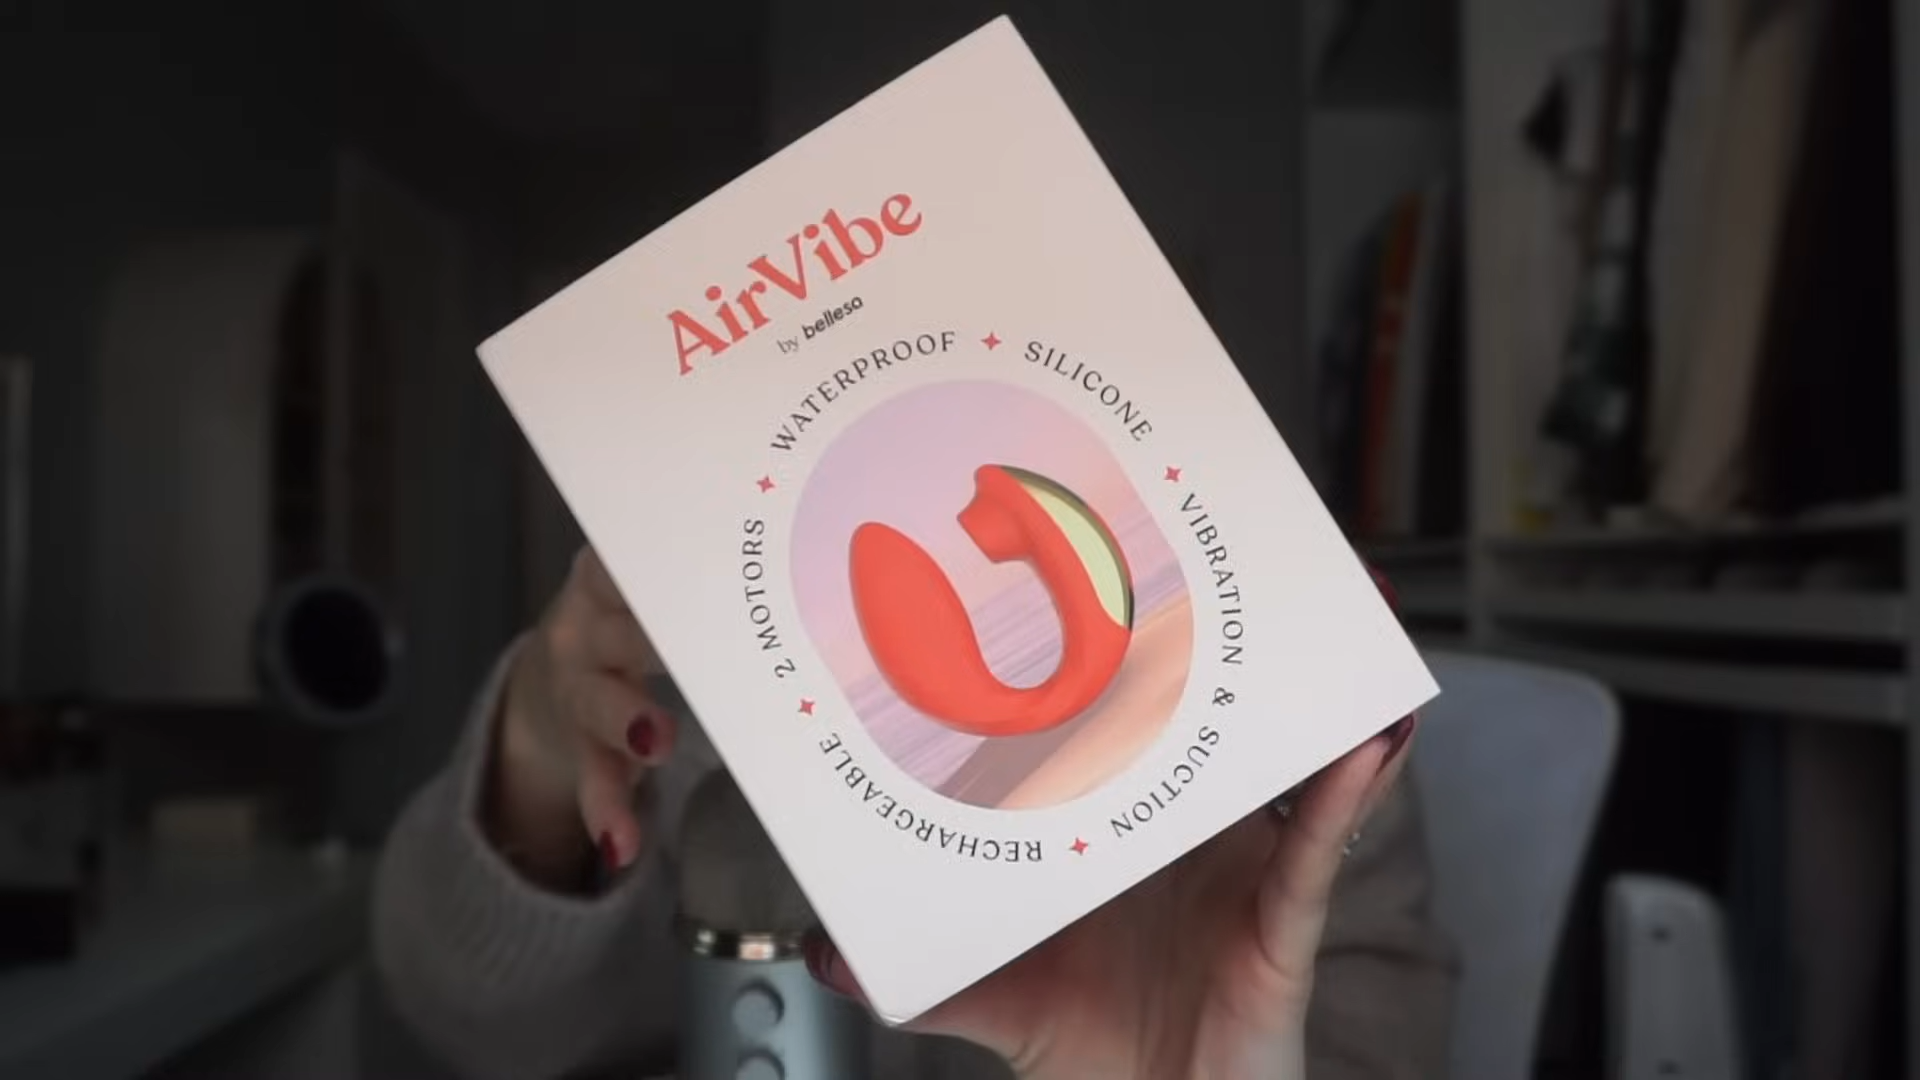 AirVibe
by bellesa
WATERPROOF ✦ SILICONE ✦ VIBRATION & SUCTION ✦ RECHARGEABLE ✦ 2 MOTORS ✦